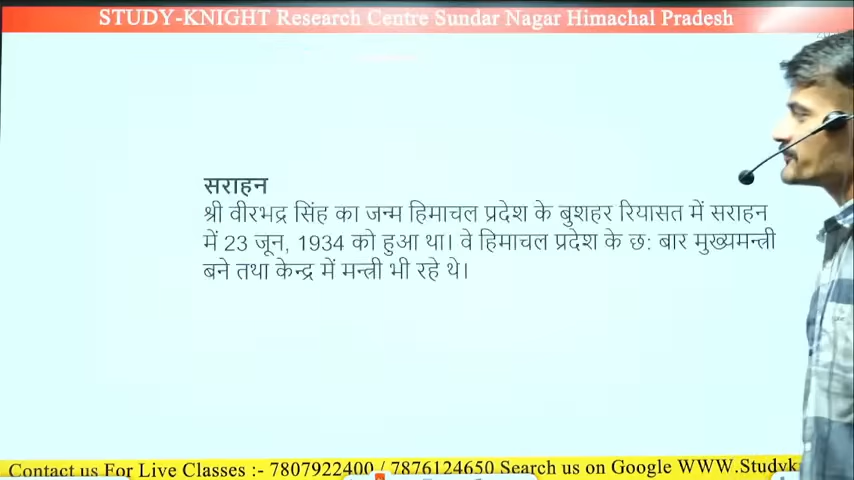 STUDY-KNIGHT Research Centre Sundar Nagar Himachal Pradesh
सराहन
श्री वीरभद्र सिंह का जन्म हिमाचल प्रदेश के बुशहर रियासत में सराहन
में 23 जून, 1934 को हुआ था। वे हिमाचल प्रदेश के छ: बार मुख्यमन्त्री
बने तथा केन्द्र में मन्त्री भी रहे थे।
Contact us For Live Classes :- 7807922400 / 7876124650 Search us on Google WWW.Studyk